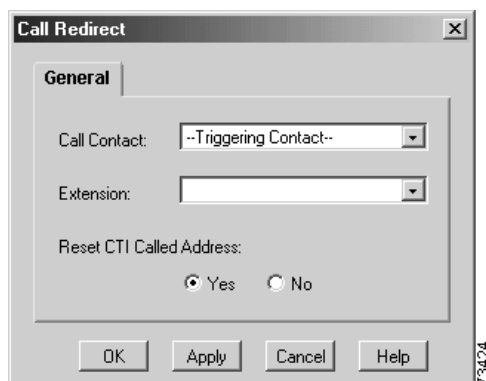 Call Redirect
General
Call Contact: --Triggering Contact--
Extension:
Reset CTI Called Address:
Yes No
OK Apply Cancel Help
73424